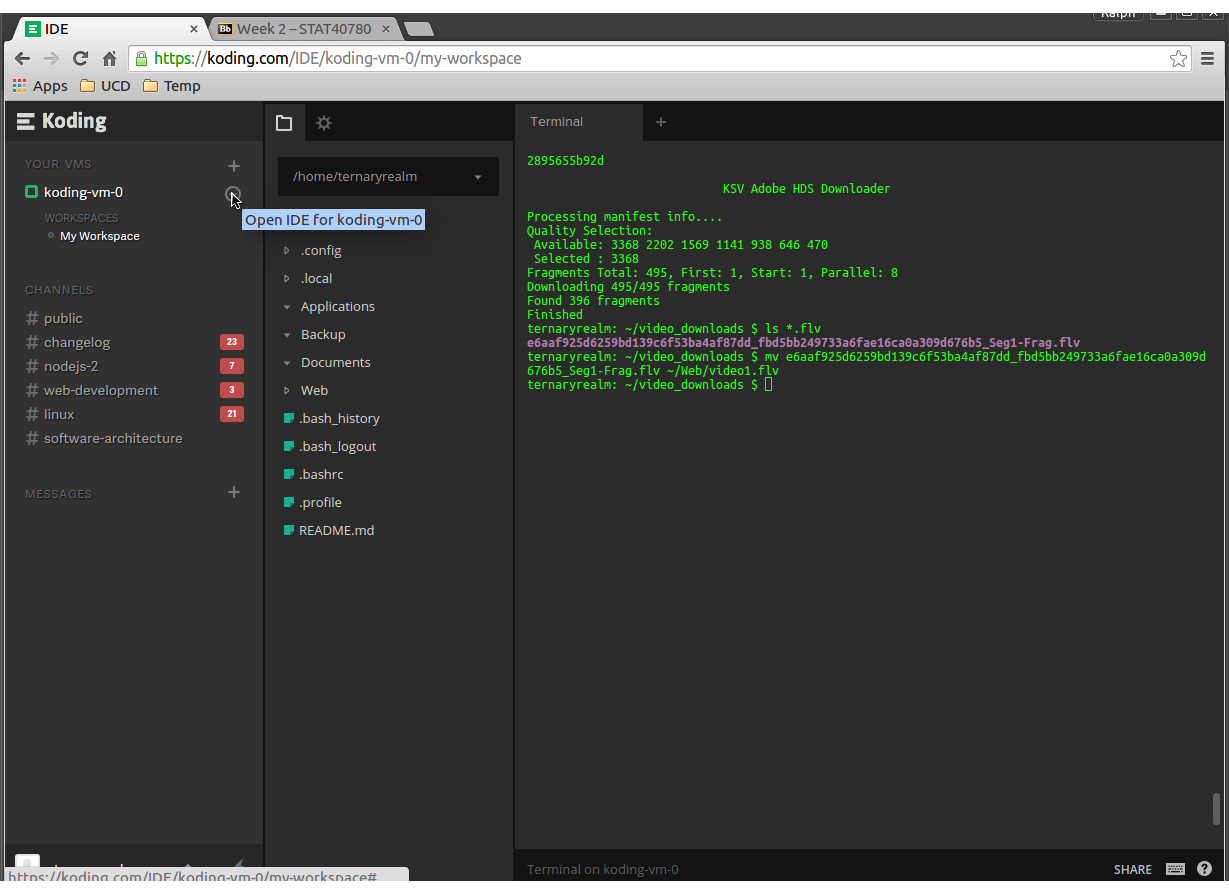 Ralph
IDE
Week 2 – STAT40780
https://koding.com/IDE/koding-vm-0/my-workspace
Apps UCD Temp
Koding
YOUR VMS
koding-vm-0
WORKSPACES
My Workspace
Open IDE for koding-vm-0
CHANNELS
# public
# changelog 23
# nodejs-2 7
# web-development 3
# linux 21
# software-architecture
MESSAGES
/home/ternaryrealm
.config
.local
Applications
Backup
Documents
Web
.bash_history
.bash_logout
.bashrc
.profile
README.md
Terminal
2895655b92d
KSV Adobe HDS Downloader
Processing manifest info....
Quality Selection:
Available: 3368 2202 1569 1141 938 646 470
Selected : 3368
Fragments Total: 495, First: 1, Start: 1, Parallel: 8
Downloading 495/495 fragments
Found 396 fragments
Finished
ternaryrealm: ~/video_downloads $ ls *.flv
e6aaf925d6259bd139c6f53ba4af87dd_fbd5bb249733a6fae16ca0a309d676b5_Seg1-Frag.flv
ternaryrealm: ~/video_downloads $ mv e6aaf925d6259bd139c6f53ba4af87dd_fbd5bb249733a6fae16ca0a309d
676b5_Seg1-Frag.flv ~/Web/video1.flv
ternaryrealm: ~/video_downloads $
Terminal on koding-vm-0
SHARE
https://koding.com/IDE/koding-vm-0/my-workspace#